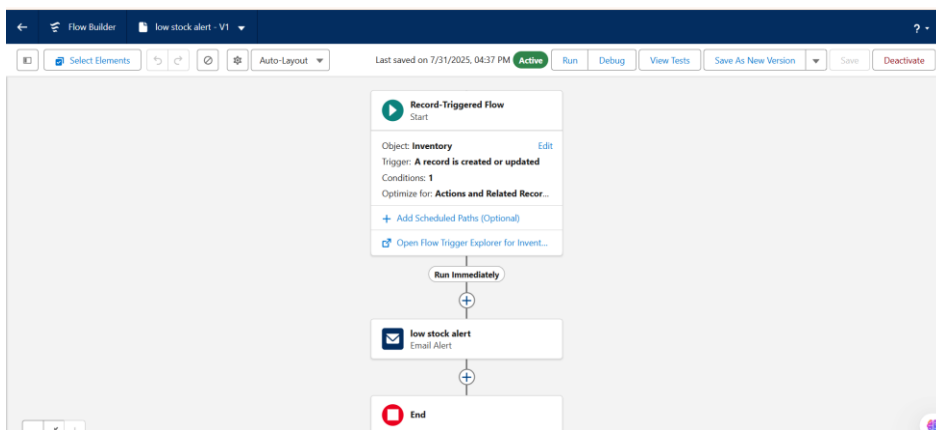 Flow Builder
low stock alert - V1
?
Select Elements
Auto-Layout
Last saved on 7/31/2025, 04:37 PM
Active
Run
Debug
View Tests
Save As New Version
Save
Deactivate
Record-Triggered Flow
Start
Object: Inventory
Edit
Trigger: A record is created or updated
Conditions: 1
Optimize for: Actions and Related Recor...
+ Add Scheduled Paths (Optional)
Open Flow Trigger Explorer for Invent...
Run Immediately
low stock alert
Email Alert
End